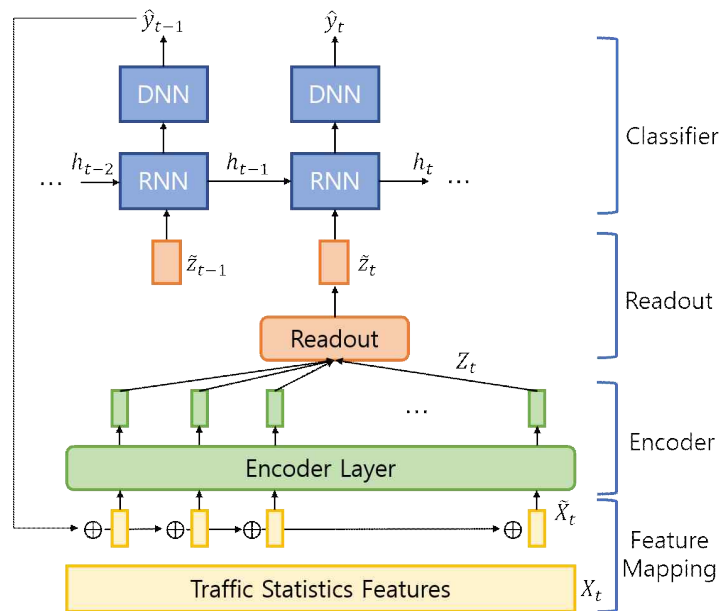 ŷ_{t−1} ŷ_t
DNN DNN
Classifier
h_{t−2} h_{t−1} h_t
... RNN RNN ...
z̃_{t−1} z̃_t
Readout
Readout
Z_t
...
Encoder
Encoder Layer
X̃_t
⊕ ⊕ ⊕ ⊕
Feature
Mapping
Traffic Statistics Features X_t